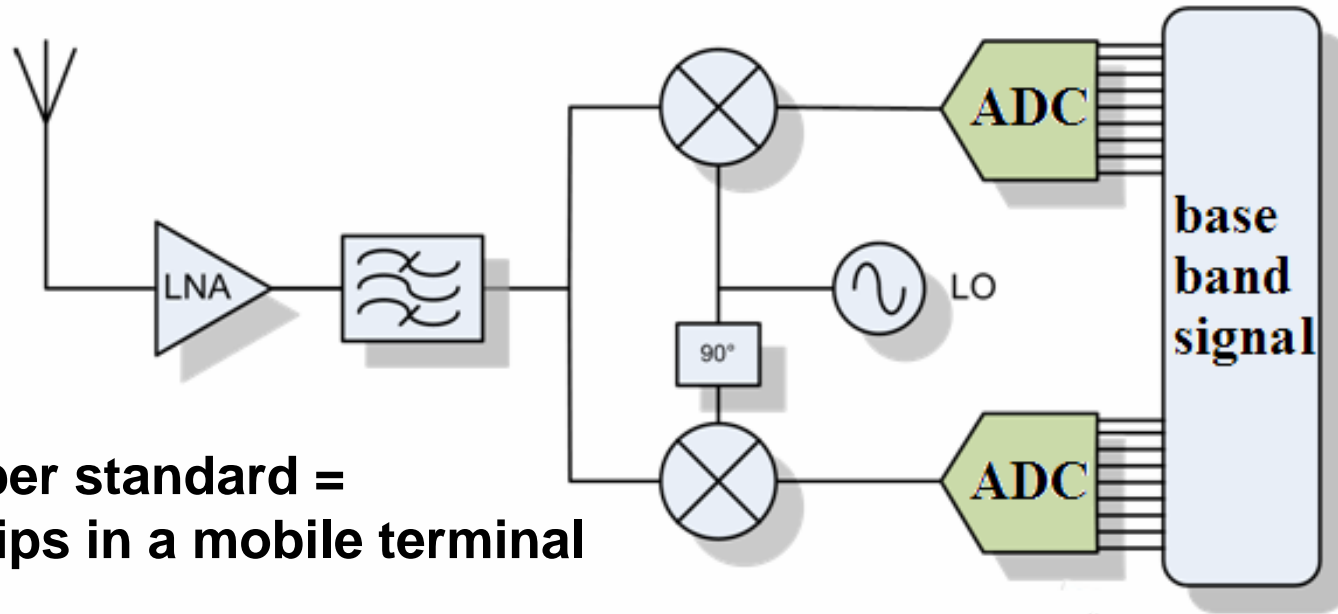 ADC
LNA
LO
90°
base
band
signal
ADC
per standard =
ips in a mobile terminal